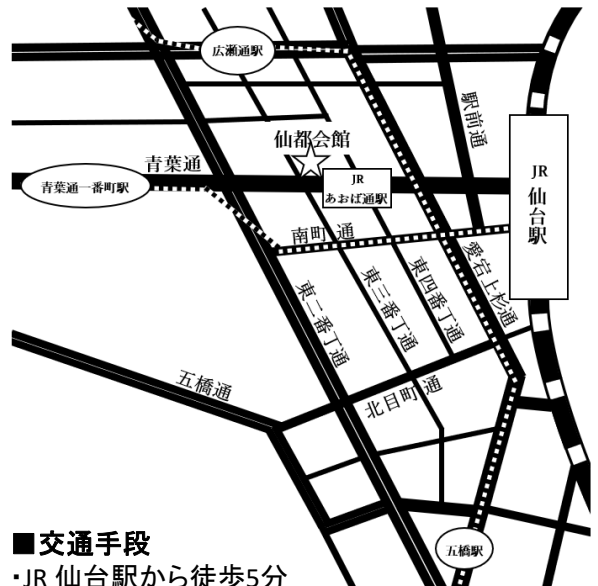 広瀬通駅
駅前通
仙都会館
青葉通
JR
あおば通駅
青葉通一番町駅
JR
仙台駅
南町 通
愛宕上杉通
東四番丁通
東三番丁通
東二番丁通
五橋通
北目町 通
五橋駅
■交通手段
・JR 仙台駅から徒歩5分